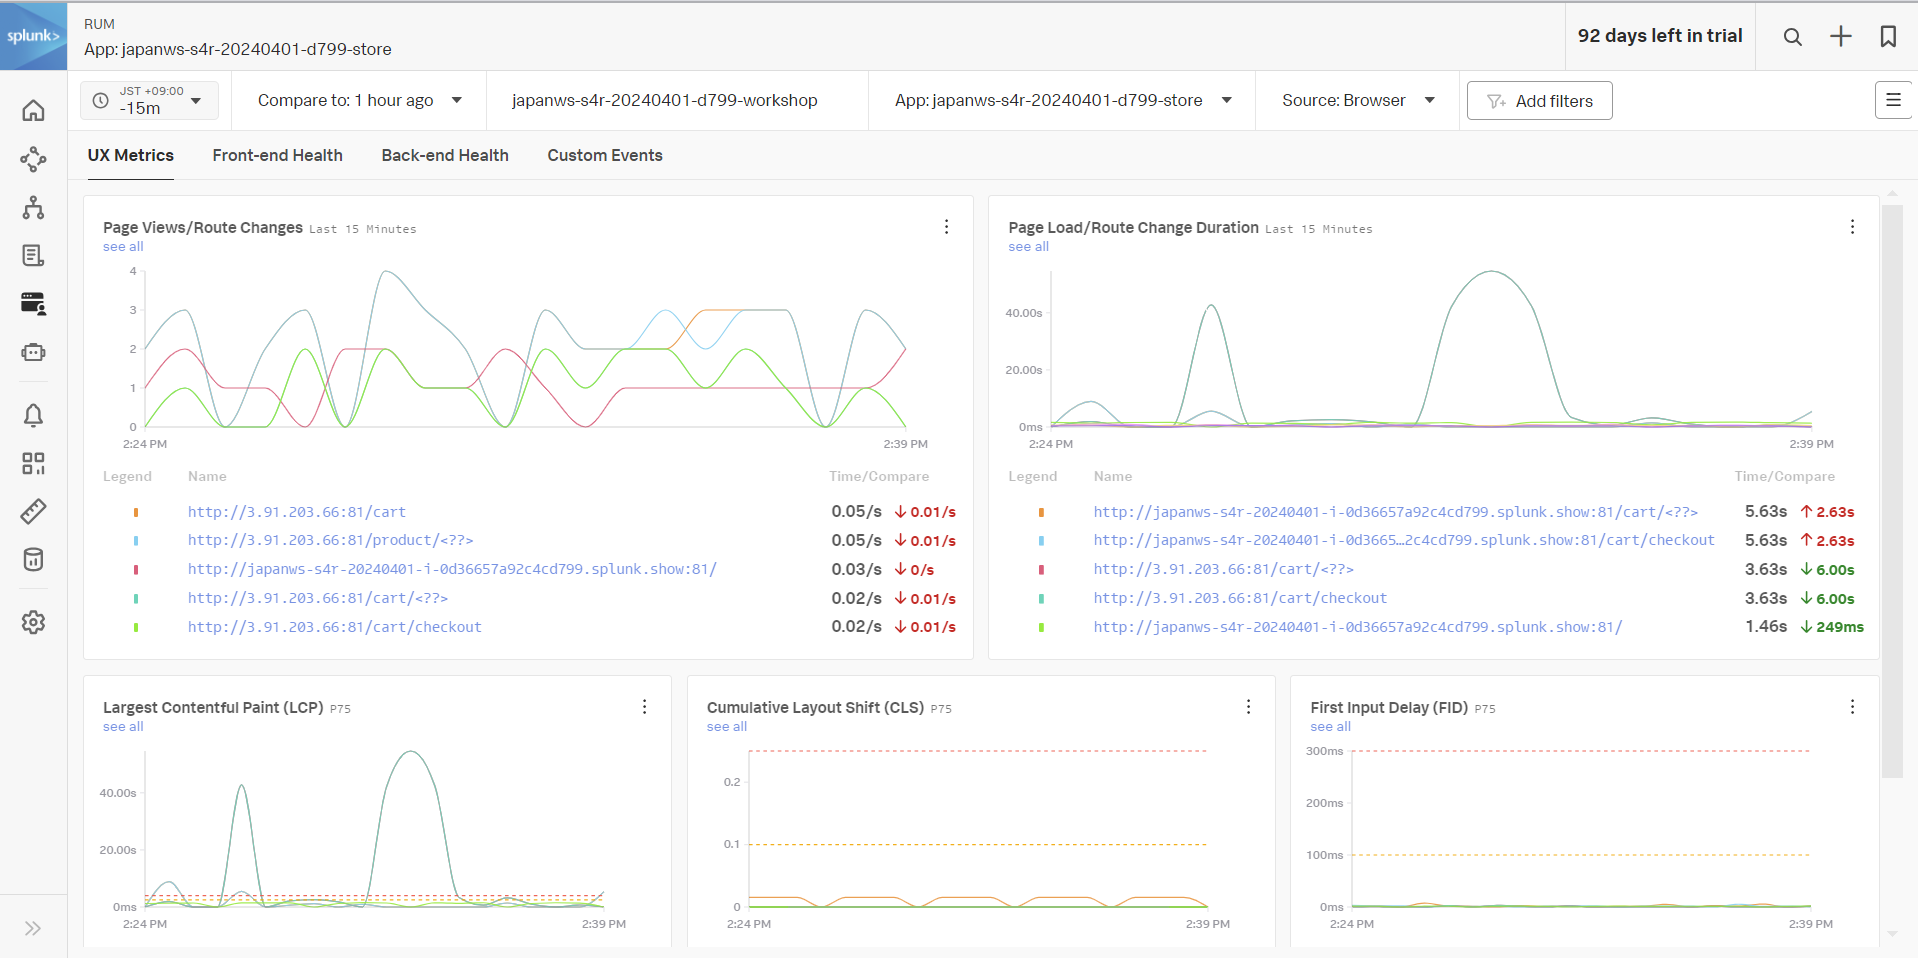 splunk>
RUM
App: japanws-s4r-20240401-d799-store
92 days left in trial
JST +09:00
-15m
Compare to: 1 hour ago
japanws-s4r-20240401-d799-workshop
App: japanws-s4r-20240401-d799-store
Source: Browser
Add filters
UX Metrics Front-end Health Back-end Health Custom Events
Page Views/Route Changes Last 15 Minutes
see all
4
3
2
1
0
2:24 PM 2:39 PM
Legend Name Time/Compare
http://3.91.203.66:81/cart 0.05/s ↓ 0.01/s
http://3.91.203.66:81/product/<??> 0.05/s ↓ 0.01/s
http://japanws-s4r-20240401-i-0d36657a92c4cd799.splunk.show:81/ 0.03/s ↓ 0/s
http://3.91.203.66:81/cart/<??> 0.02/s ↓ 0.01/s
http://3.91.203.66:81/cart/checkout 0.02/s ↓ 0.01/s
Page Load/Route Change Duration Last 15 Minutes
see all
40.00s
20.00s
0ms
2:24 PM 2:39 PM
Legend Name Time/Compare
http://japanws-s4r-20240401-i-0d36657a92c4cd799.splunk.show:81/cart/<??> 5.63s ↑ 2.63s
http://japanws-s4r-20240401-i-0d3665…2c4cd799.splunk.show:81/cart/checkout 5.63s ↑ 2.63s
http://3.91.203.66:81/cart/<??> 3.63s ↓ 6.00s
http://3.91.203.66:81/cart/checkout 3.63s ↓ 6.00s
http://japanws-s4r-20240401-i-0d36657a92c4cd799.splunk.show:81/ 1.46s ↓ 249ms
Largest Contentful Paint (LCP) P75
see all
40.00s
20.00s
0ms
2:24 PM 2:39 PM
Cumulative Layout Shift (CLS) P75
see all
0.2
0.1
0
2:24 PM 2:39 PM
First Input Delay (FID) P75
see all
300ms
200ms
100ms
0ms
2:24 PM 2:39 PM